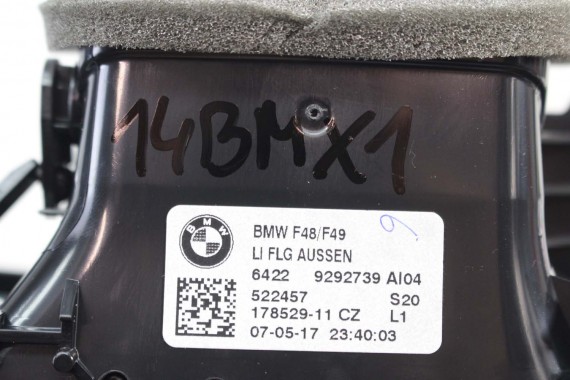 14BMX1
BMW
BMW F48/F49
LI FLG AUSSEN
6422 9292739 AI04
522457 S20
178529-11 CZ L1
07-05-17 23:40:03